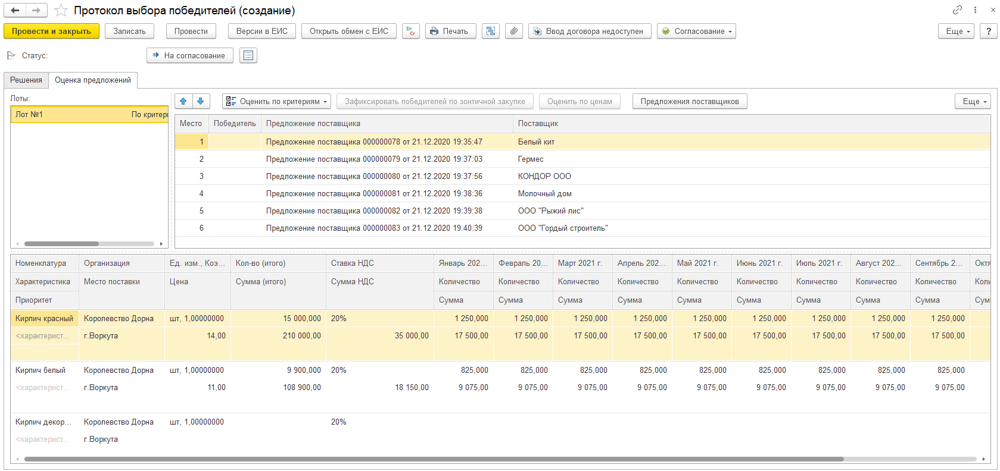 Протокол выбора победителей (создание)
Провести и закрыть Записать Провести Версии в ЕИС Открыть обмен с ЕИС Dr Cr Печать Ввод договора недоступен Согласование Еще ?
Статус: На согласование
Решения Оценка предложений
Лоты:
Лот №1 По критери
Оценить по критериям Зафиксировать победителей по зонтичной закупке Оценить по ценам Предложения поставщиков Еще
Место Победитель Предложение поставщика Поставщик
1 Предложение поставщика 000000078 от 21.12.2020 19:35:47 Белый кит
2 Предложение поставщика 000000079 от 21.12.2020 19:37:03 Гермес
3 Предложение поставщика 000000080 от 21.12.2020 19:37:56 КОНДОР ООО
4 Предложение поставщика 000000081 от 21.12.2020 19:38:36 Молочный дом
5 Предложение поставщика 000000082 от 21.12.2020 19:39:38 ООО "Рыжий лис"
6 Предложение поставщика 000000083 от 21.12.2020 19:40:39 ООО "Гордый строитель"
Номенклатура Организация Ед. изм., Коэ... Кол-во (итого) Ставка НДС Январь 202... Февраль 20... Март 2021 г. Апрель 202... Май 2021 г. Июнь 2021 г. Июль 2021 г. Август 202... Сентябрь 2... Октя
Характеристика Место поставки Цена Сумма (итого) Сумма НДС Количество Количество Количество Количество Количество Количество Количество Количество Количество Коли
Приоритет Сумма Сумма Сумма Сумма Сумма Сумма Сумма Сумма Сумма Сумм
Кирпич красный Королевство Дорна шт, 1,00000000 15 000,000 20% 1 250,000 1 250,000 1 250,000 1 250,000 1 250,000 1 250,000 1 250,000 1 250,000 1 250,000
<характерист... г.Воркута 14,00 210 000,00 35 000,00 17 500,00 17 500,00 17 500,00 17 500,00 17 500,00 17 500,00 17 500,00 17 500,00 17 500,00
Кирпич белый Королевство Дорна шт, 1,00000000 9 900,000 20% 825,000 825,000 825,000 825,000 825,000 825,000 825,000 825,000 825,000
<характерист... г.Воркута 11,00 108 900,00 18 150,00 9 075,00 9 075,00 9 075,00 9 075,00 9 075,00 9 075,00 9 075,00 9 075,00 9 075,00
Кирпич декор... Королевство Дорна шт, 1,00000000 20%
<характерист... г.Воркута